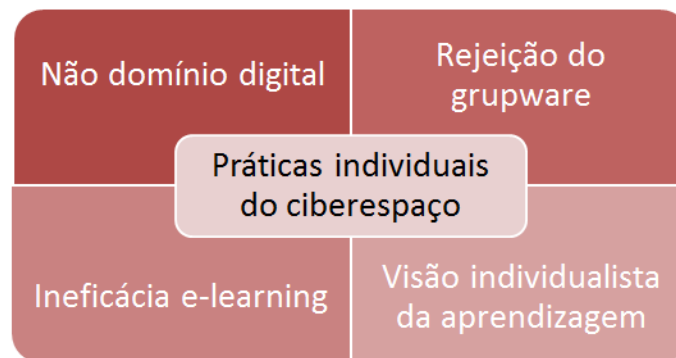 Não domínio digital
Rejeição do
grupware
Práticas individuais
do ciberespaço
Ineficácia e-learning
Visão individualista
da aprendizagem